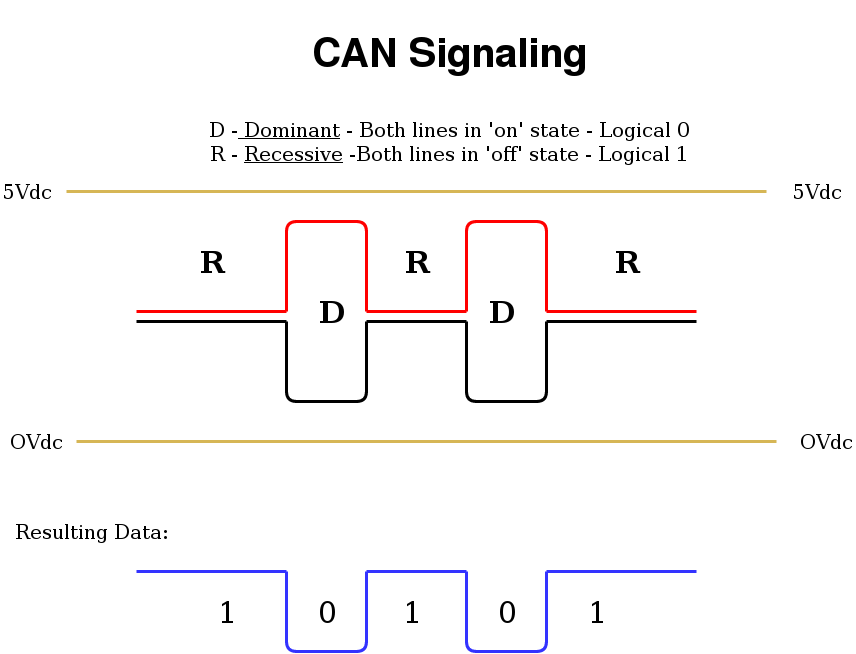 CAN Signaling
D - Dominant - Both lines in 'on' state - Logical 0
R - Recessive -Both lines in 'off' state - Logical 1
5Vdc 5Vdc
R R R
D D
OVdc OVdc
Resulting Data:
1 0 1 0 1